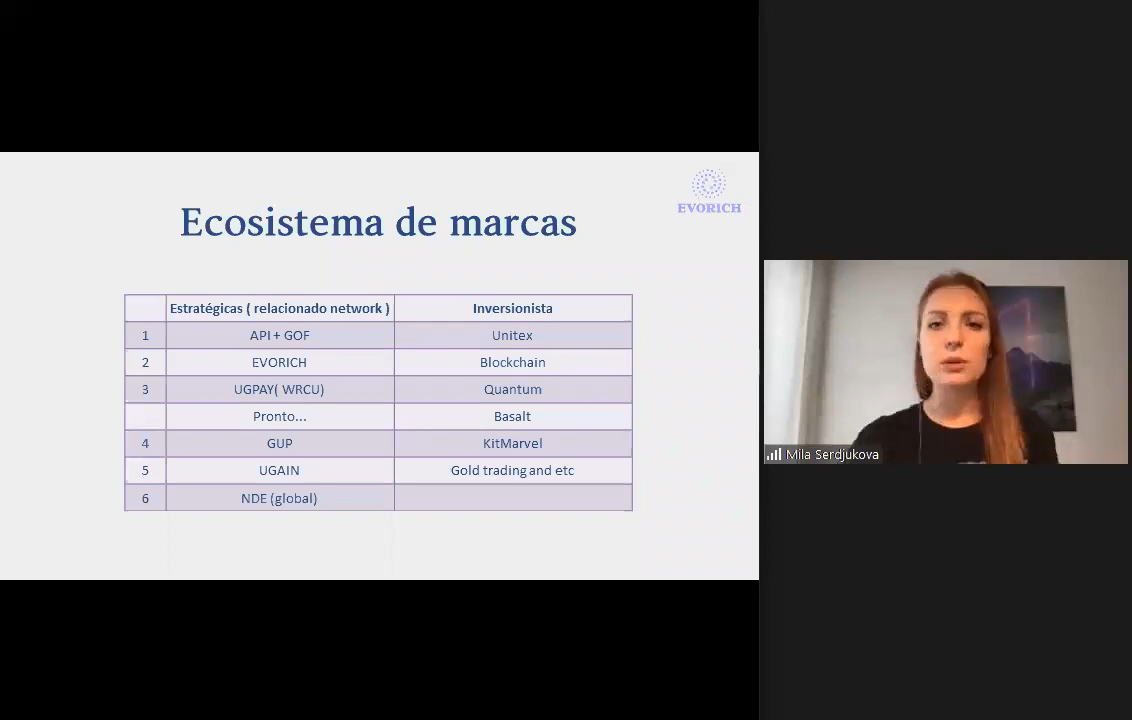 EVORICH
Ecosistema de marcas
Estratégicas ( relacionado network ) Inversionista
1 API + GOF Unitex
2 EVORICH Blockchain
3 UGPAY( WRCU) Quantum
Pronto... Basalt
4 GUP KitMarvel
5 UGAIN Gold trading and etc
6 NDE (global)
Mila Serdjukova